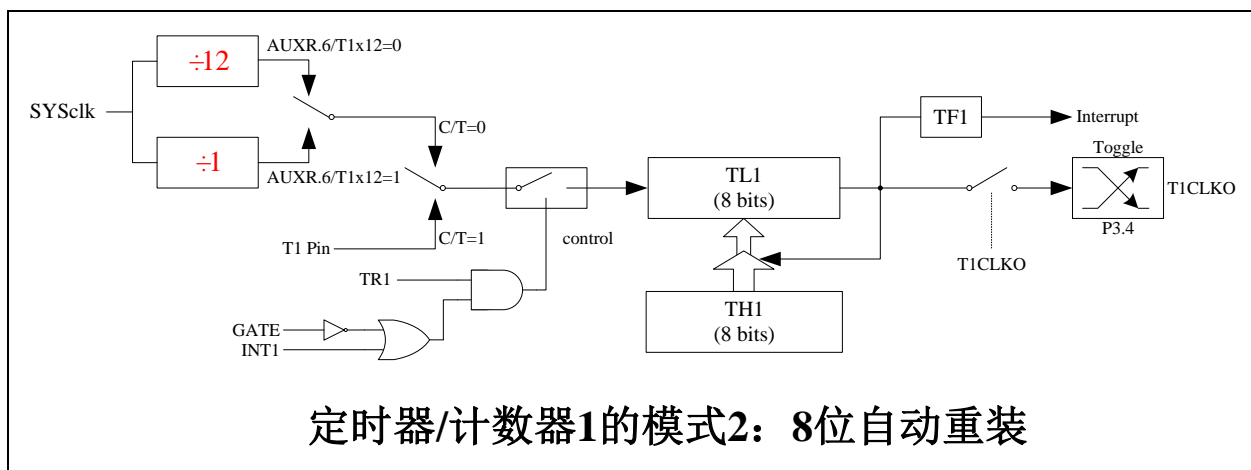 AUXR.6/T1x12=0
÷12
SYSclk
C/T=0
÷1
AUXR.6/T1x12=1
TF1
Interrupt
Toggle
TL1
(8 bits)
T1CLKO
P3.4
T1 Pin
C/T=1
control
T1CLKO
TR1
TH1
(8 bits)
GATE
INT1
定时器/计数器1的模式2：8位自动重装